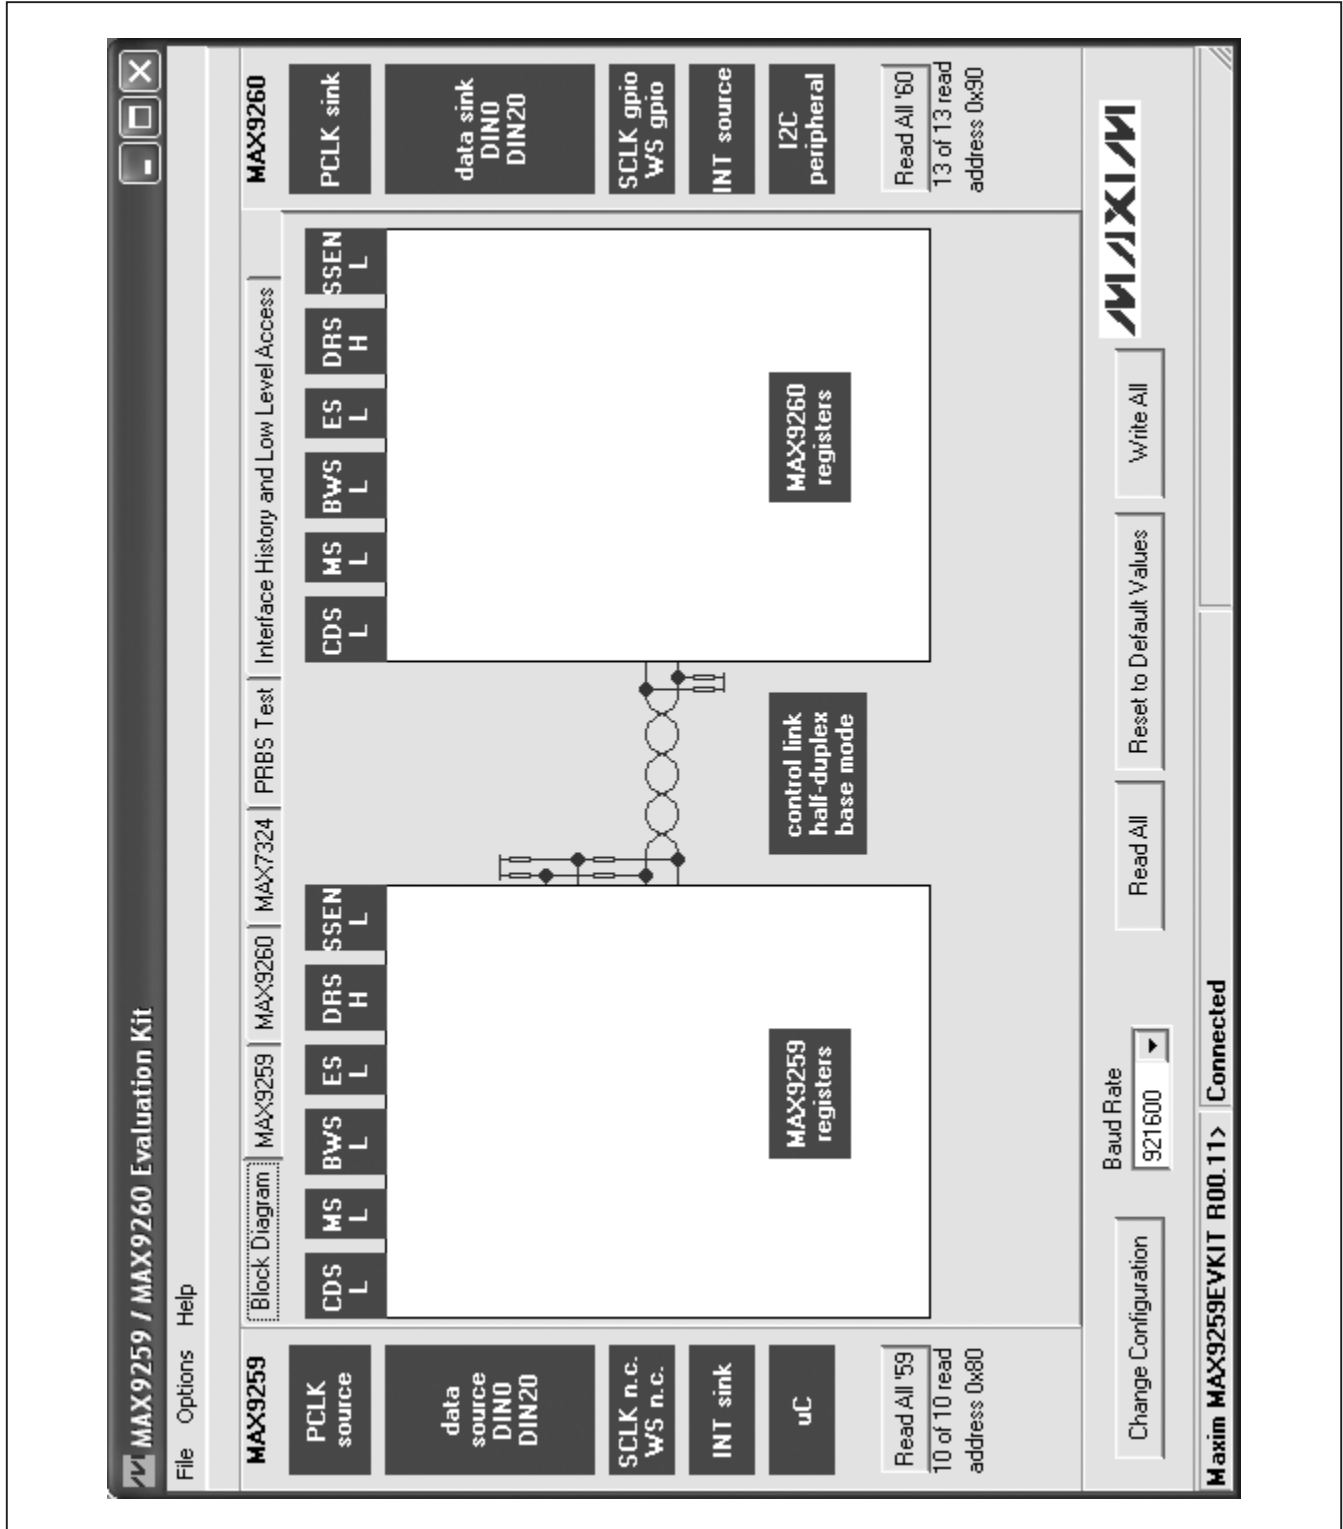 MAX9259 / MAX9260 Evaluation Kit
File Options Help
MAX9259
Block Diagram MAX9259 MAX9260 MAX7324 PRBS Test Interface History and Low Level Access
MAX9260
PCLK
source
CDS
L
MS
L
BWS
L
ES
L
DRS
H
SSEN
L
CDS
L
MS
L
BWS
L
ES
L
DRS
H
SSEN
L
PCLK sink
data
source
DIN0
DIN20
data sink
DIN0
DIN20
SCLK n.c.
WS n.c.
SCLK gpio
WS gpio
INT sink
INT source
uC
MAX9259
registers
control link
half-duplex
base mode
MAX9260
registers
I2C
peripheral
Read All '59
10 of 10 read
address 0x80
Read All '60
13 of 13 read
address 0x90
Change Configuration
Baud Rate
921600
Read All
Reset to Default Values
Write All
MAXIM
Maxim MAX9259EVKIT R00.11> Connected